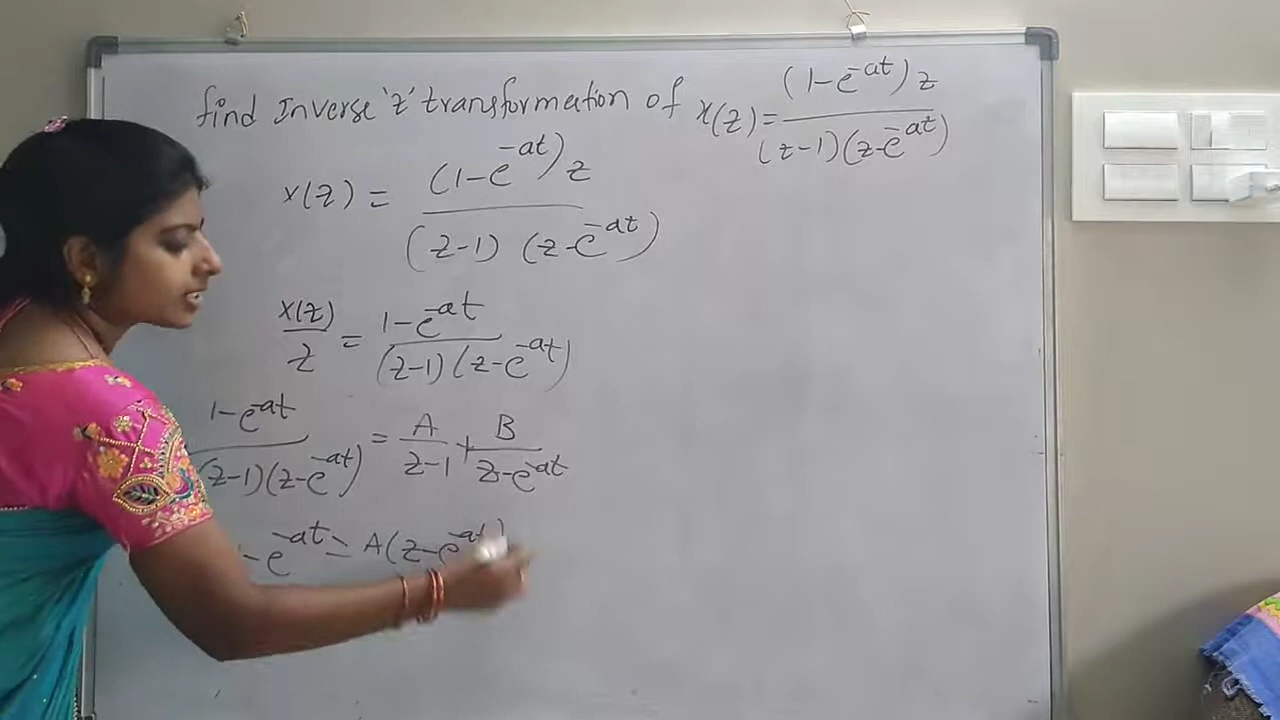 find Inverse 'z' transformation of x(z) = (1-e^-at) z / (z-1)(z-e^-at)
x(z) = (1-e^-at) z / (z-1) (z-e^-at)
x(z)/z = 1-e^-at / (z-1)(z-e^-at)
1-e^-at / (z-1)(z-e^-at) = A/z-1 + B/z-e^-at
-e^-at = A(z-e^-at)